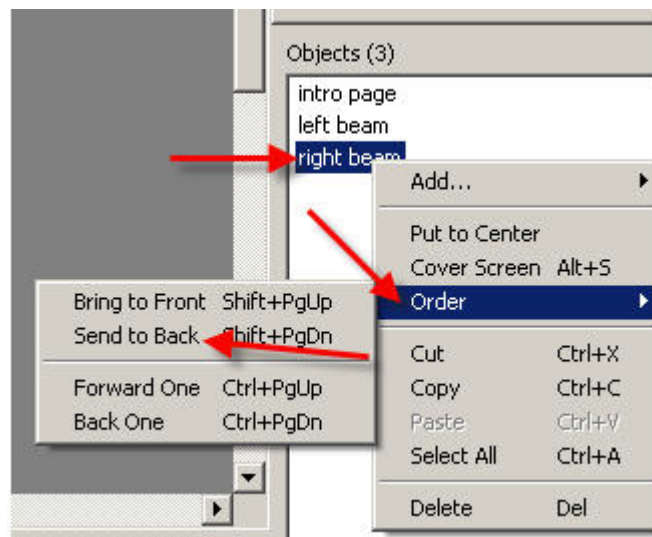 Objects (3)
intro page
left beam
right beam
Add...
Put to Center
Cover Screen Alt+S
Order
Cut Ctrl+X
Copy Ctrl+C
Paste Ctrl+V
Select All Ctrl+A
Delete Del
Bring to Front Shift+PgUp
Send to Back Shift+PgDn
Forward One Ctrl+PgUp
Back One Ctrl+PgDn